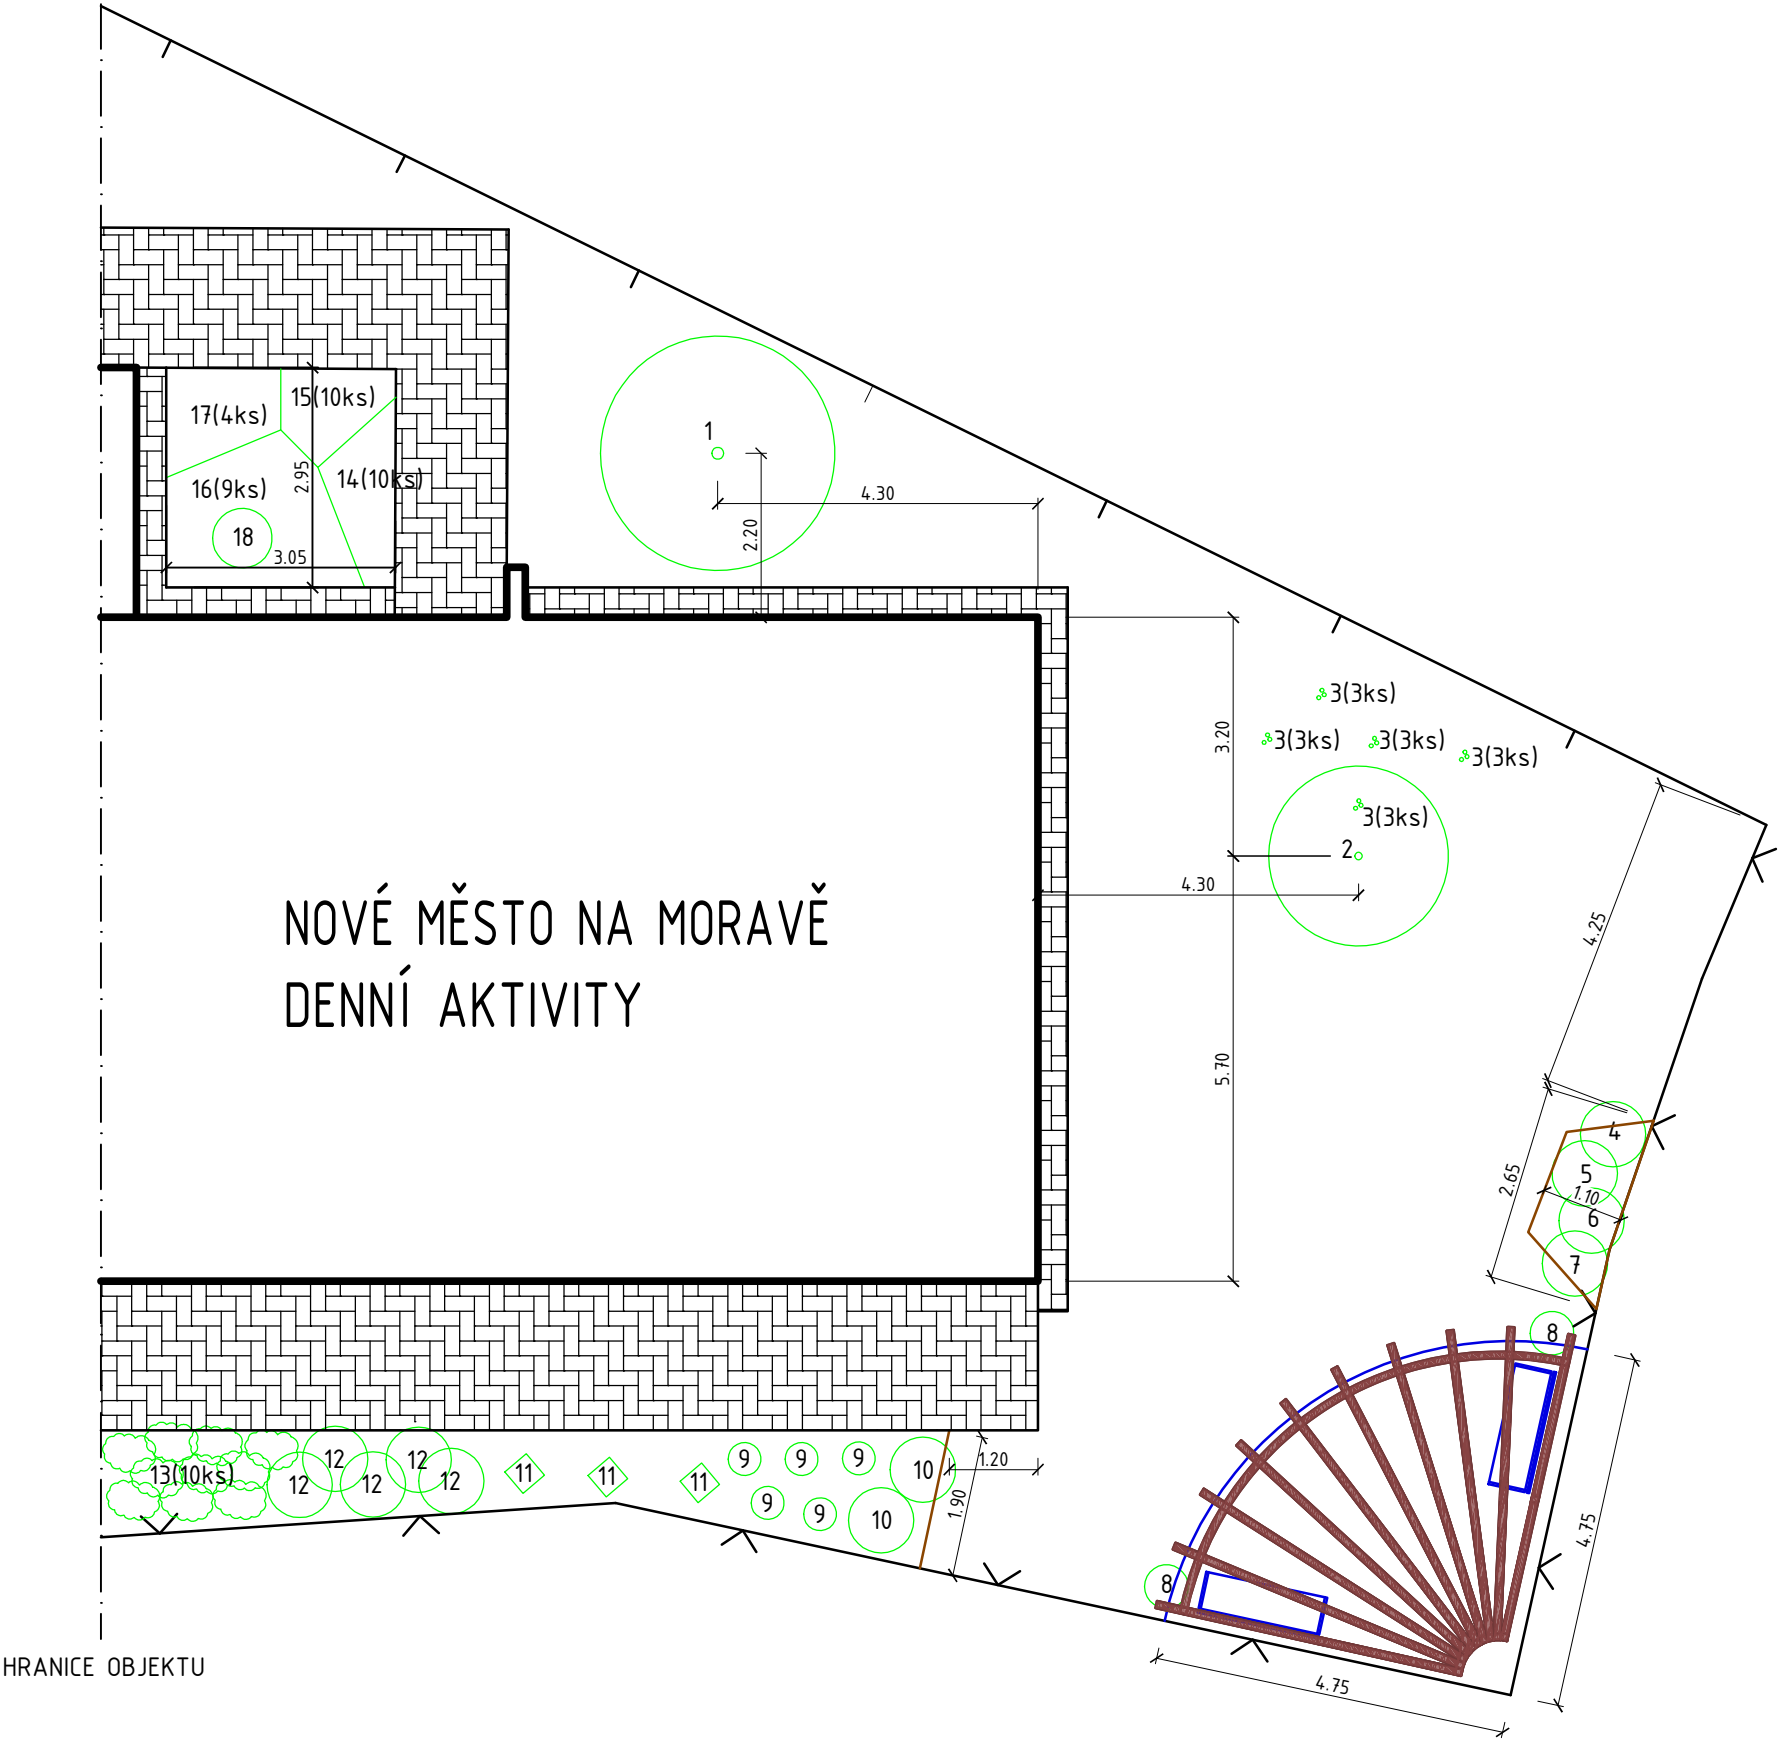 17(4ks)
15(10ks)
2.95
16(9ks)
14(10ks)
18
3.05
1
4.30
2.20
3(3ks)
3(3ks)
3(3ks)
3(3ks)
3.20
3(3ks)
2
4.30
NOVÉ MĚSTO NA MORAVĚ
DENNÍ AKTIVITY
4.25
5.70
4
5
2.65
1.10
6
7
8
13(10ks)
12
12
12
12
12
11
11
11
9
9
9
9
9
10
10
1.20
1.90
4.75
8
4.75
HRANICE OBJEKTU